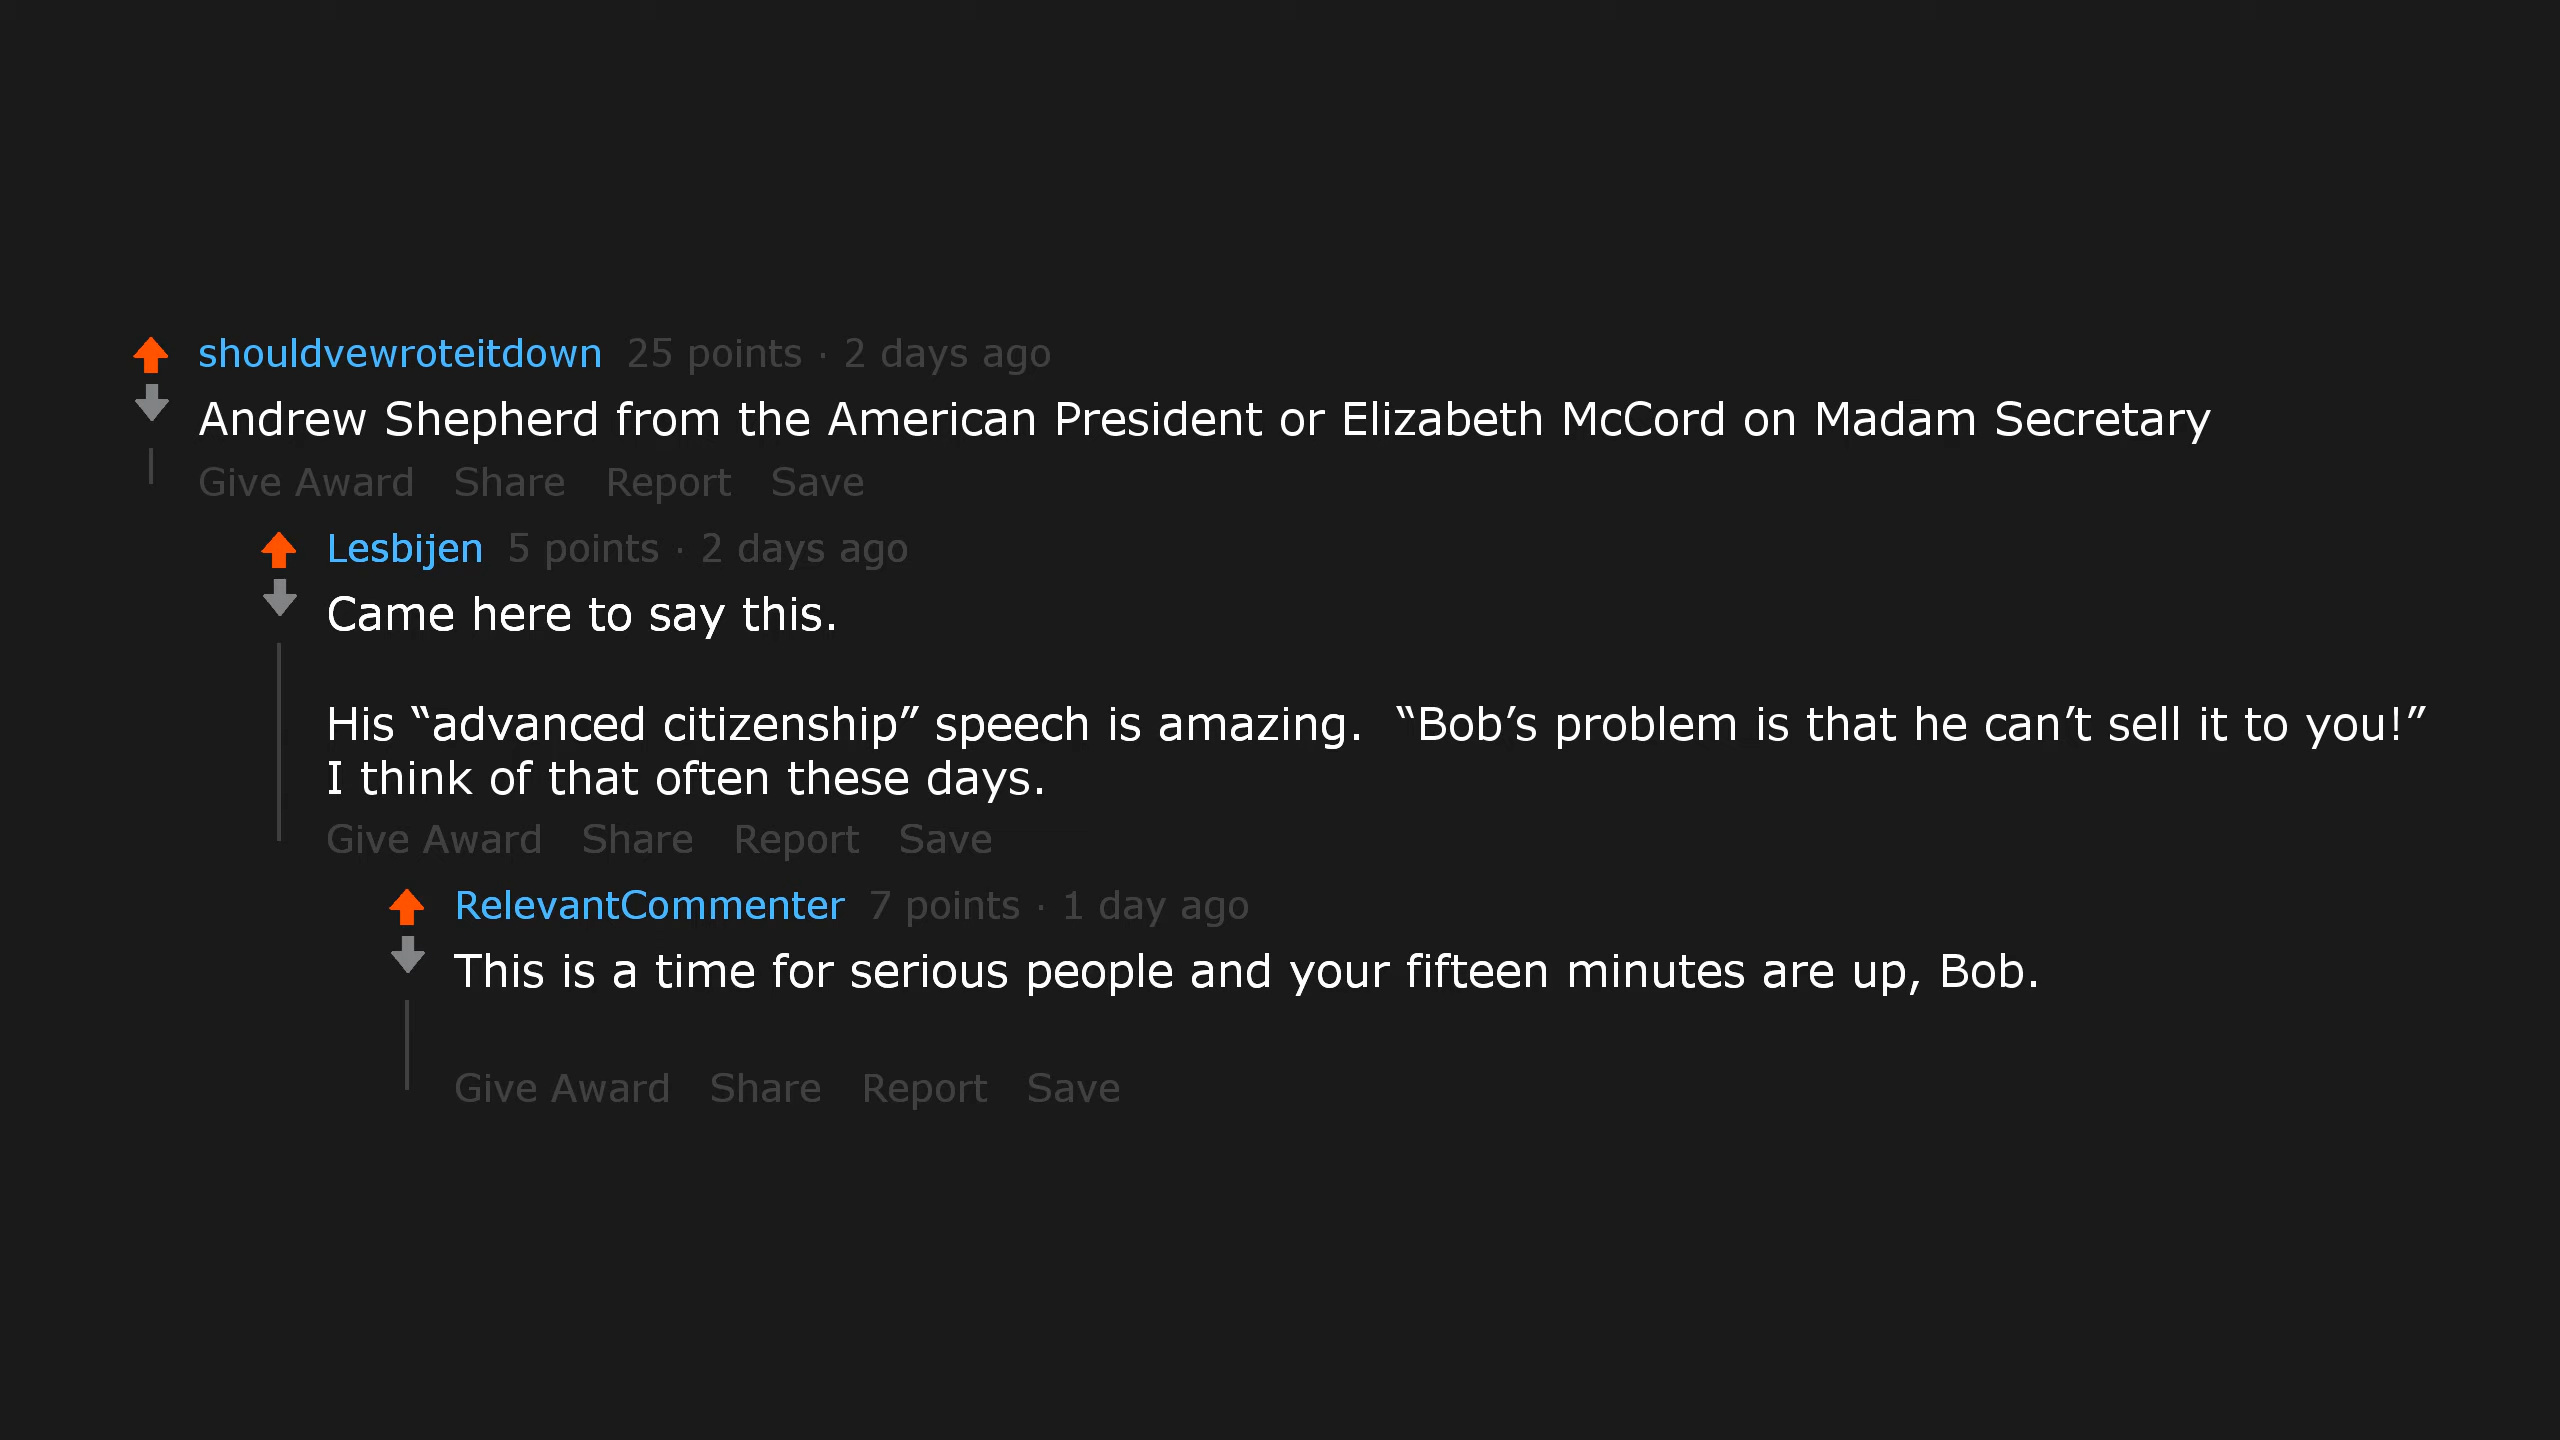 shouldvewroteitdown 25 points · 2 days ago
Andrew Shepherd from the American President or Elizabeth McCord on Madam Secretary
Give Award Share Report Save
Lesbijen 5 points · 2 days ago
Came here to say this.
His “advanced citizenship” speech is amazing.  “Bob’s problem is that he can’t sell it to you!”
I think of that often these days.
Give Award Share Report Save
RelevantCommenter 7 points · 1 day ago
This is a time for serious people and your fifteen minutes are up, Bob.
Give Award Share Report Save